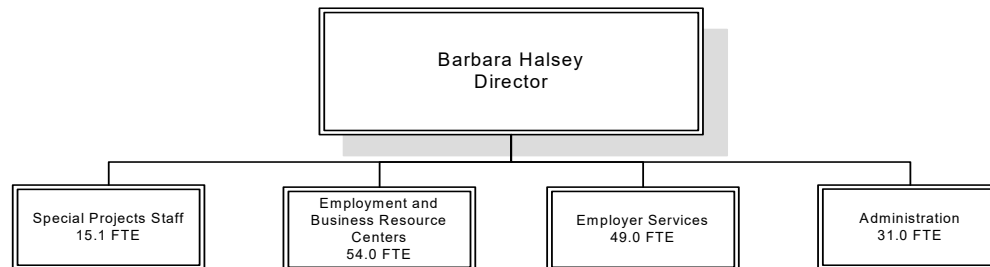 Barbara Halsey
Director
Special Projects Staff
15.1 FTE
Employment and
Business Resource
Centers
54.0 FTE
Employer Services
49.0 FTE
Administration
31.0 FTE